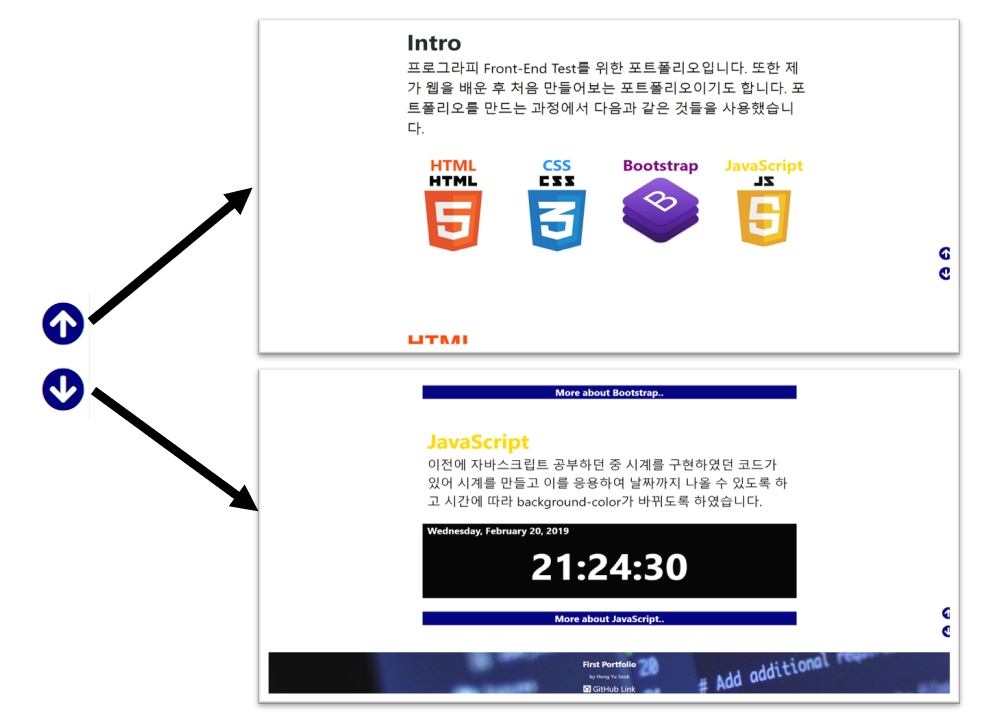 Intro
프로그라피 Front-End Test를 위한 포트폴리오입니다. 또한 제
가 웹을 배운 후 처음 만들어보는 포트폴리오이기도 합니다. 포
트폴리오를 만드는 과정에서 다음과 같은 것들을 사용했습니
다.
HTML CSS Bootstrap JavaScript
HTML CSS JS
5 3 B S
HTML
More about Bootstrap..
JavaScript
이전에 자바스크립트 공부하던 중 시계를 구현하였던 코드가
있어 시계를 만들고 이를 응용하여 날짜까지 나올 수 있도록 하
고 시간에 따라 background-color가 바뀌도록 하였습니다.
Wednesday, February 20, 2019
21:24:30
More about JavaScript..
First Portfolio
by Hong Yu Seok
GitHub Link
20
# Add additional